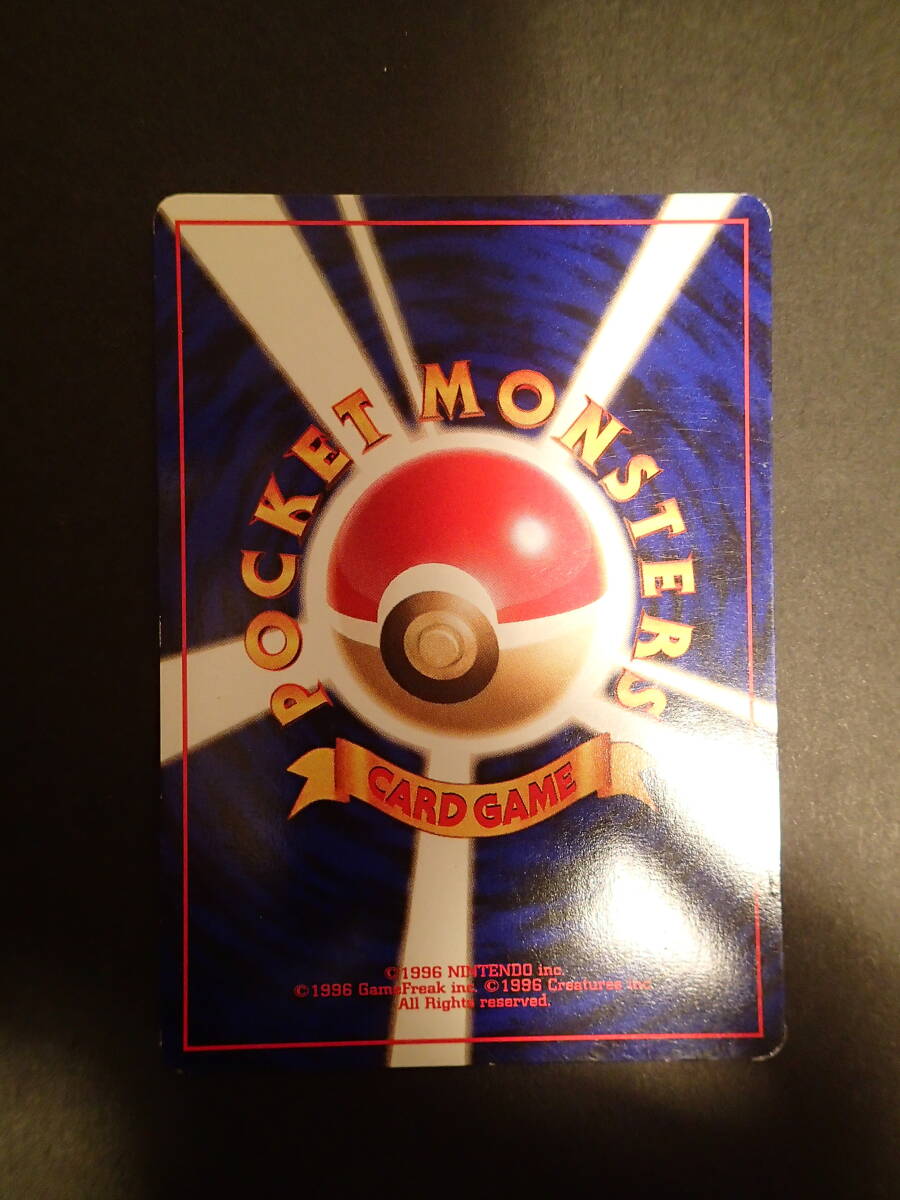 POCKET MONSTERS
CARD GAME
©1996 NINTENDO inc.
©1996 GameFreak inc. ©1996 Creatures inc.
All Rights reserved.